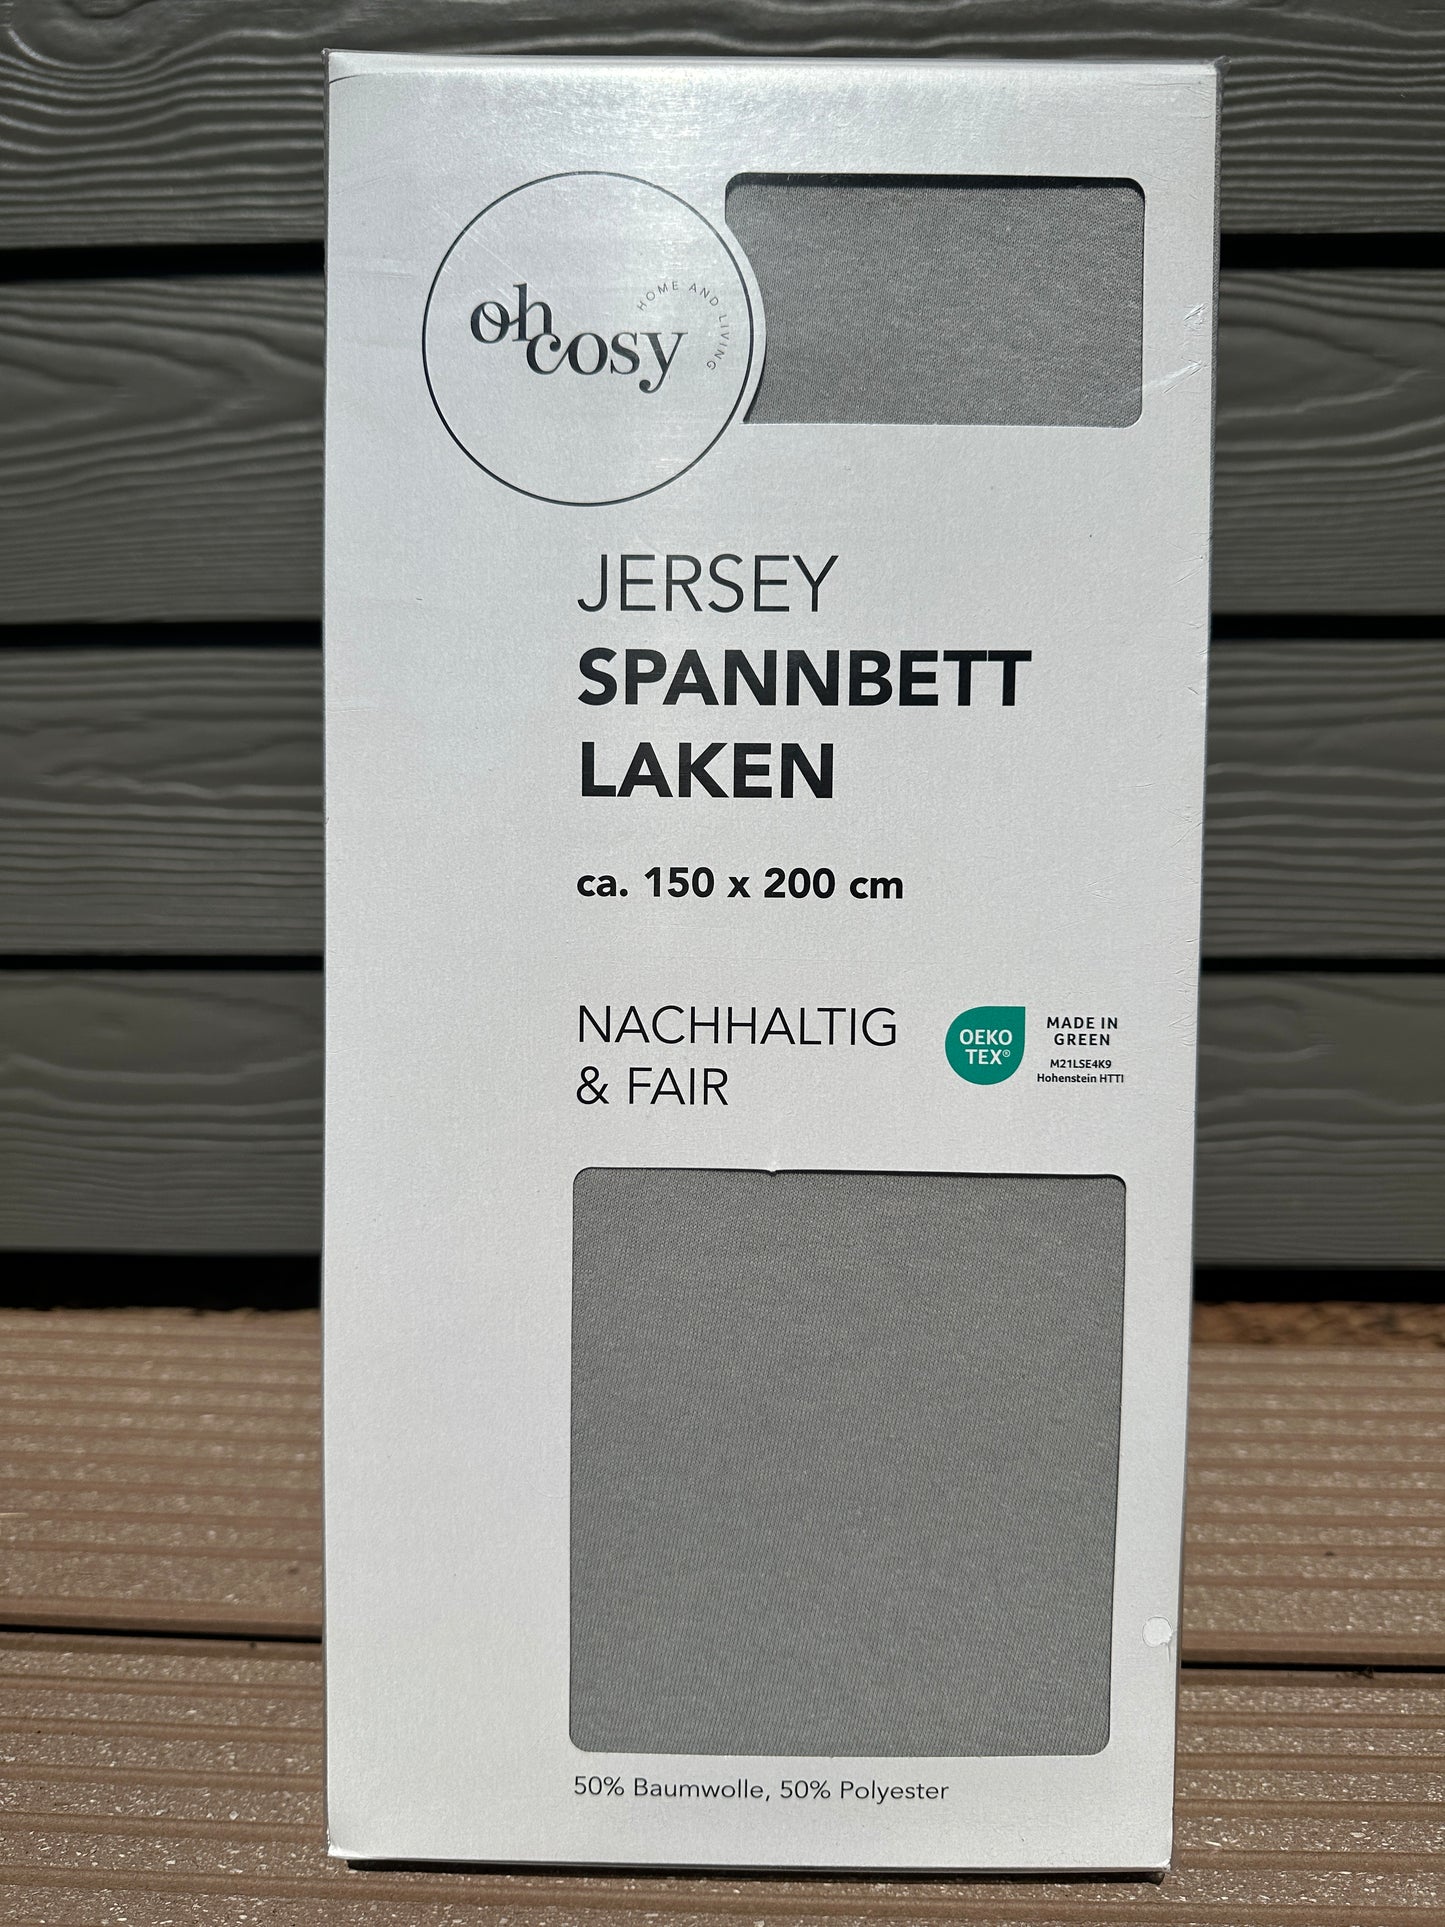 oh
cosy
HOME AND LIVING
JERSEY
SPANNBETT
LAKEN
ca. 150 x 200 cm
NACHHALTIG
& FAIR
OEKO
TEX®
MADE IN
GREEN
M21LSE4K9
Hohenstein HTTI
50% Baumwolle, 50% Polyester